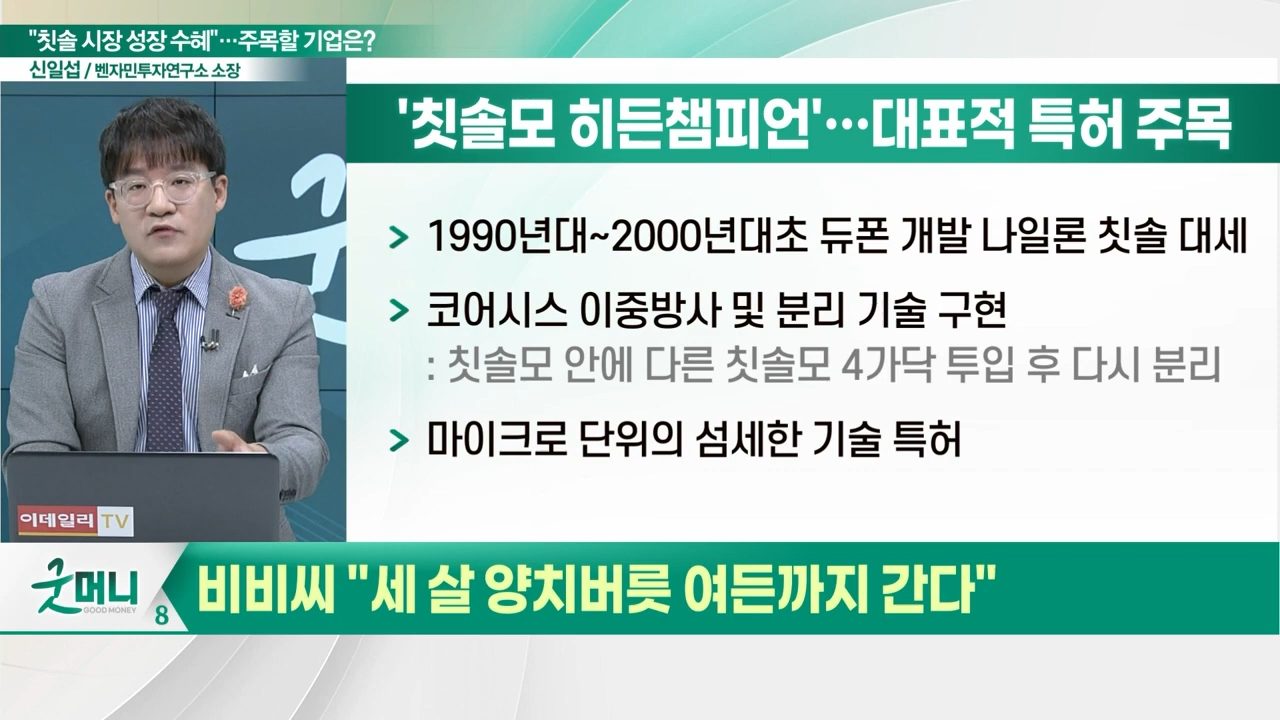 "칫솔 시장 성장 수혜"…주목할 기업은?
신일섭 / 벤자민투자연구소 소장
'칫솔모 히든챔피언'…대표적 특허 주목
> 1990년대~2000년대초 듀폰 개발 나일론 칫솔 대세
> 코어시스 이중방사 및 분리 기술 구현
: 칫솔모 안에 다른 칫솔모 4가닥 투입 후 다시 분리
> 마이크로 단위의 섬세한 기술 특허
이데일리 TV
굿머니
GOOD MONEY
8
비비씨 "세 살 양치버릇 여든까지 간다"